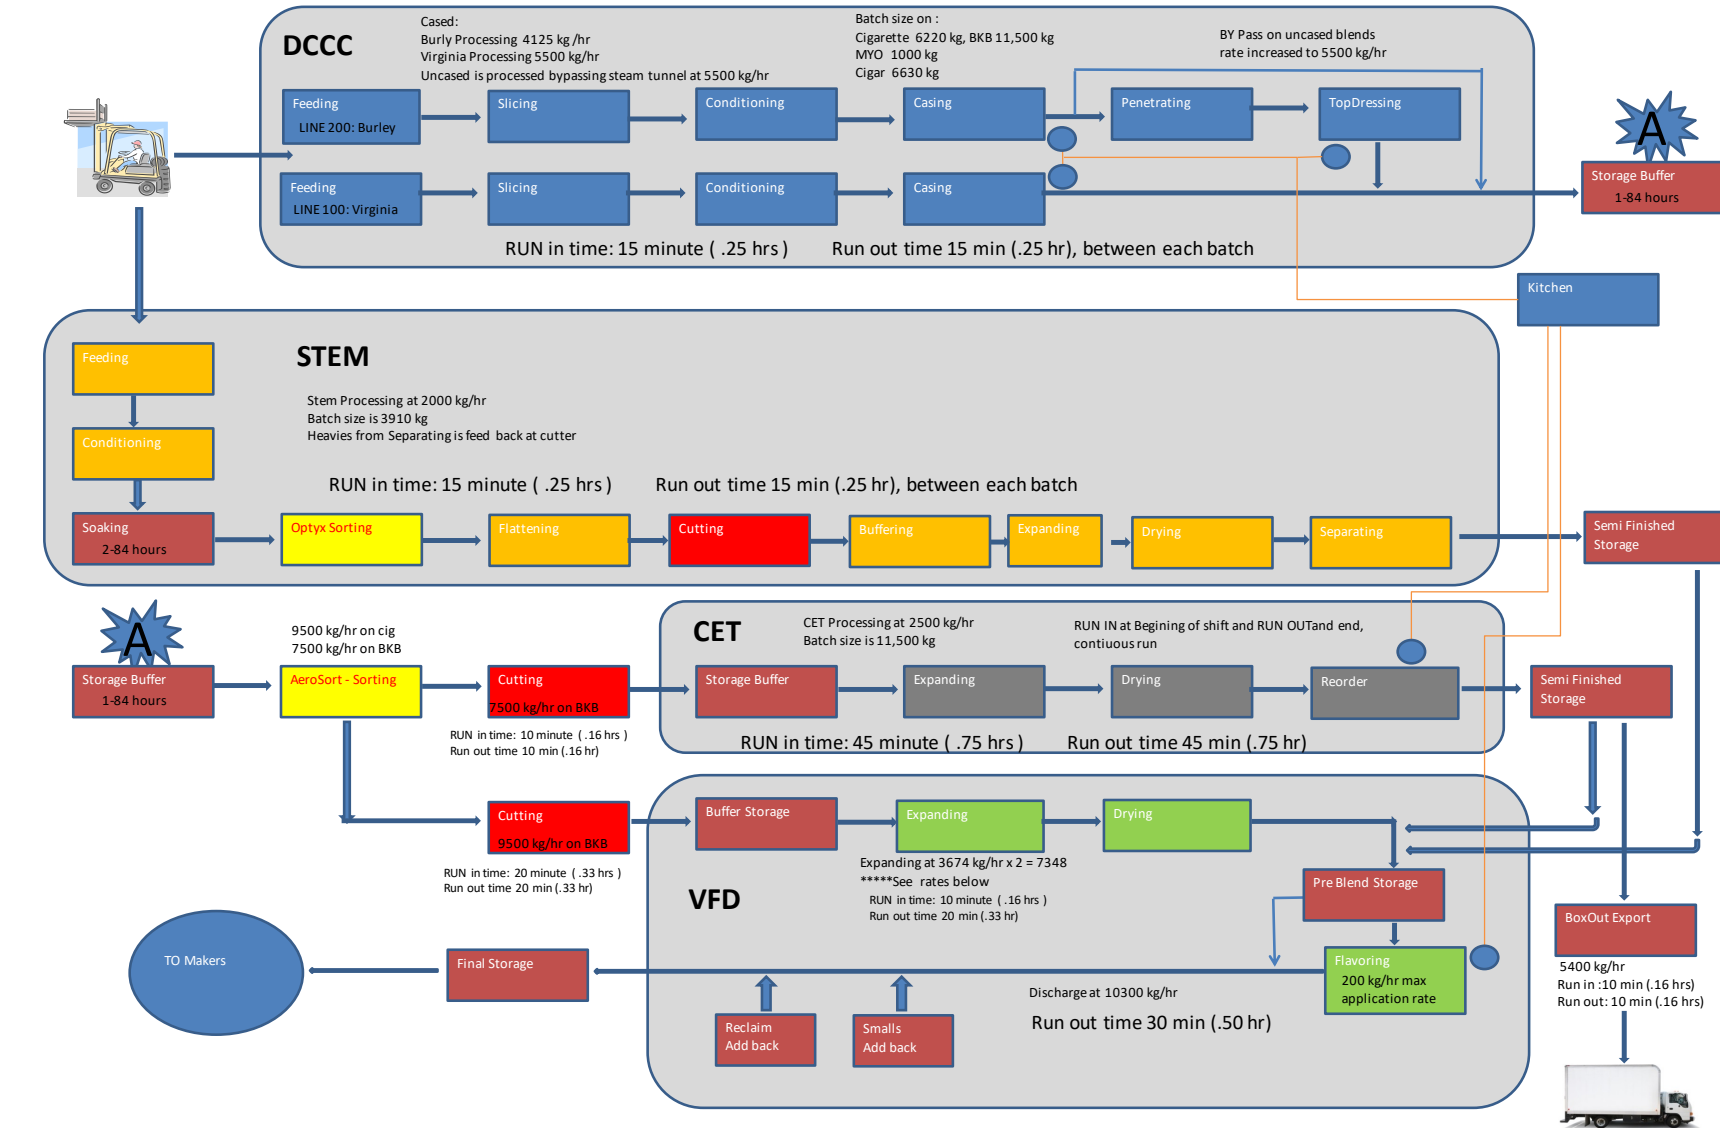 DCCC
Cased:
Burly Processing 4125 kg/hr
Virginia Processing 5500 kg/hr
Uncased is processed bypassing steam tunnel at 5500 kg/hr
Batch size on :
Cigarette 6220 kg, BKB 11,500 kg
MYO 1000 kg
Cigar 6630 kg
BY Pass on uncased blends
rate increased to 5500 kg/hr
Feeding
LINE 200: Burley
Slicing
Conditioning
Casing
Penetrating
TopDressing
A
Feeding
LINE 100: Virginia
Slicing
Conditioning
Casing
Storage Buffer
1-84 hours
RUN in time: 15 minute ( .25 hrs )
Run out time 15 min (.25 hr), between each batch
Kitchen
STEM
Feeding
Stem Processing at 2000 kg/hr
Batch size is 3910 kg
Heavies from Separating is feed back at cutter
Conditioning
RUN in time: 15 minute ( .25 hrs )
Run out time 15 min (.25 hr), between each batch
Soaking
2-84 hours
Optyx Sorting
Flattening
Cutting
Buffering
Expanding
Drying
Separating
Semi Finished
Storage
A
Storage Buffer
1-84 hours
9500 kg/hr on cig
7500 kg/hr on BKB
AeroSort - Sorting
Cutting
7500 kg/hr on BKB
RUN in time: 10 minute ( .16 hrs )
Run out time 10 min (.16 hr)
CET
CET Processing at 2500 kg/hr
Batch size is 11,500 kg
RUN IN at Begining of shift and RUN OUTand end,
contiuous run
Storage Buffer
Expanding
Drying
Reorder
Semi Finished
Storage
RUN in time: 45 minute ( .75 hrs )
Run out time 45 min (.75 hr)
Cutting
9500 kg/hr on BKB
RUN in time: 20 minute ( .33 hrs )
Run out time 20 min (.33 hr)
VFD
Buffer Storage
Expanding
Drying
Expanding at 3674 kg/hr x 2 = 7348
*****See rates below
RUN in time: 10 minute ( .16 hrs )
Run out time 20 min (.33 hr)
Pre Blend Storage
BoxOut Export
5400 kg/hr
Run in :10 min (.16 hrs)
Run out: 10 min (.16 hrs)
TO Makers
Final Storage
Flavoring
200 kg/hr max
application rate
Discharge at 10300 kg/hr
Run out time 30 min (.50 hr)
Reclaim
Add back
Smalls
Add back